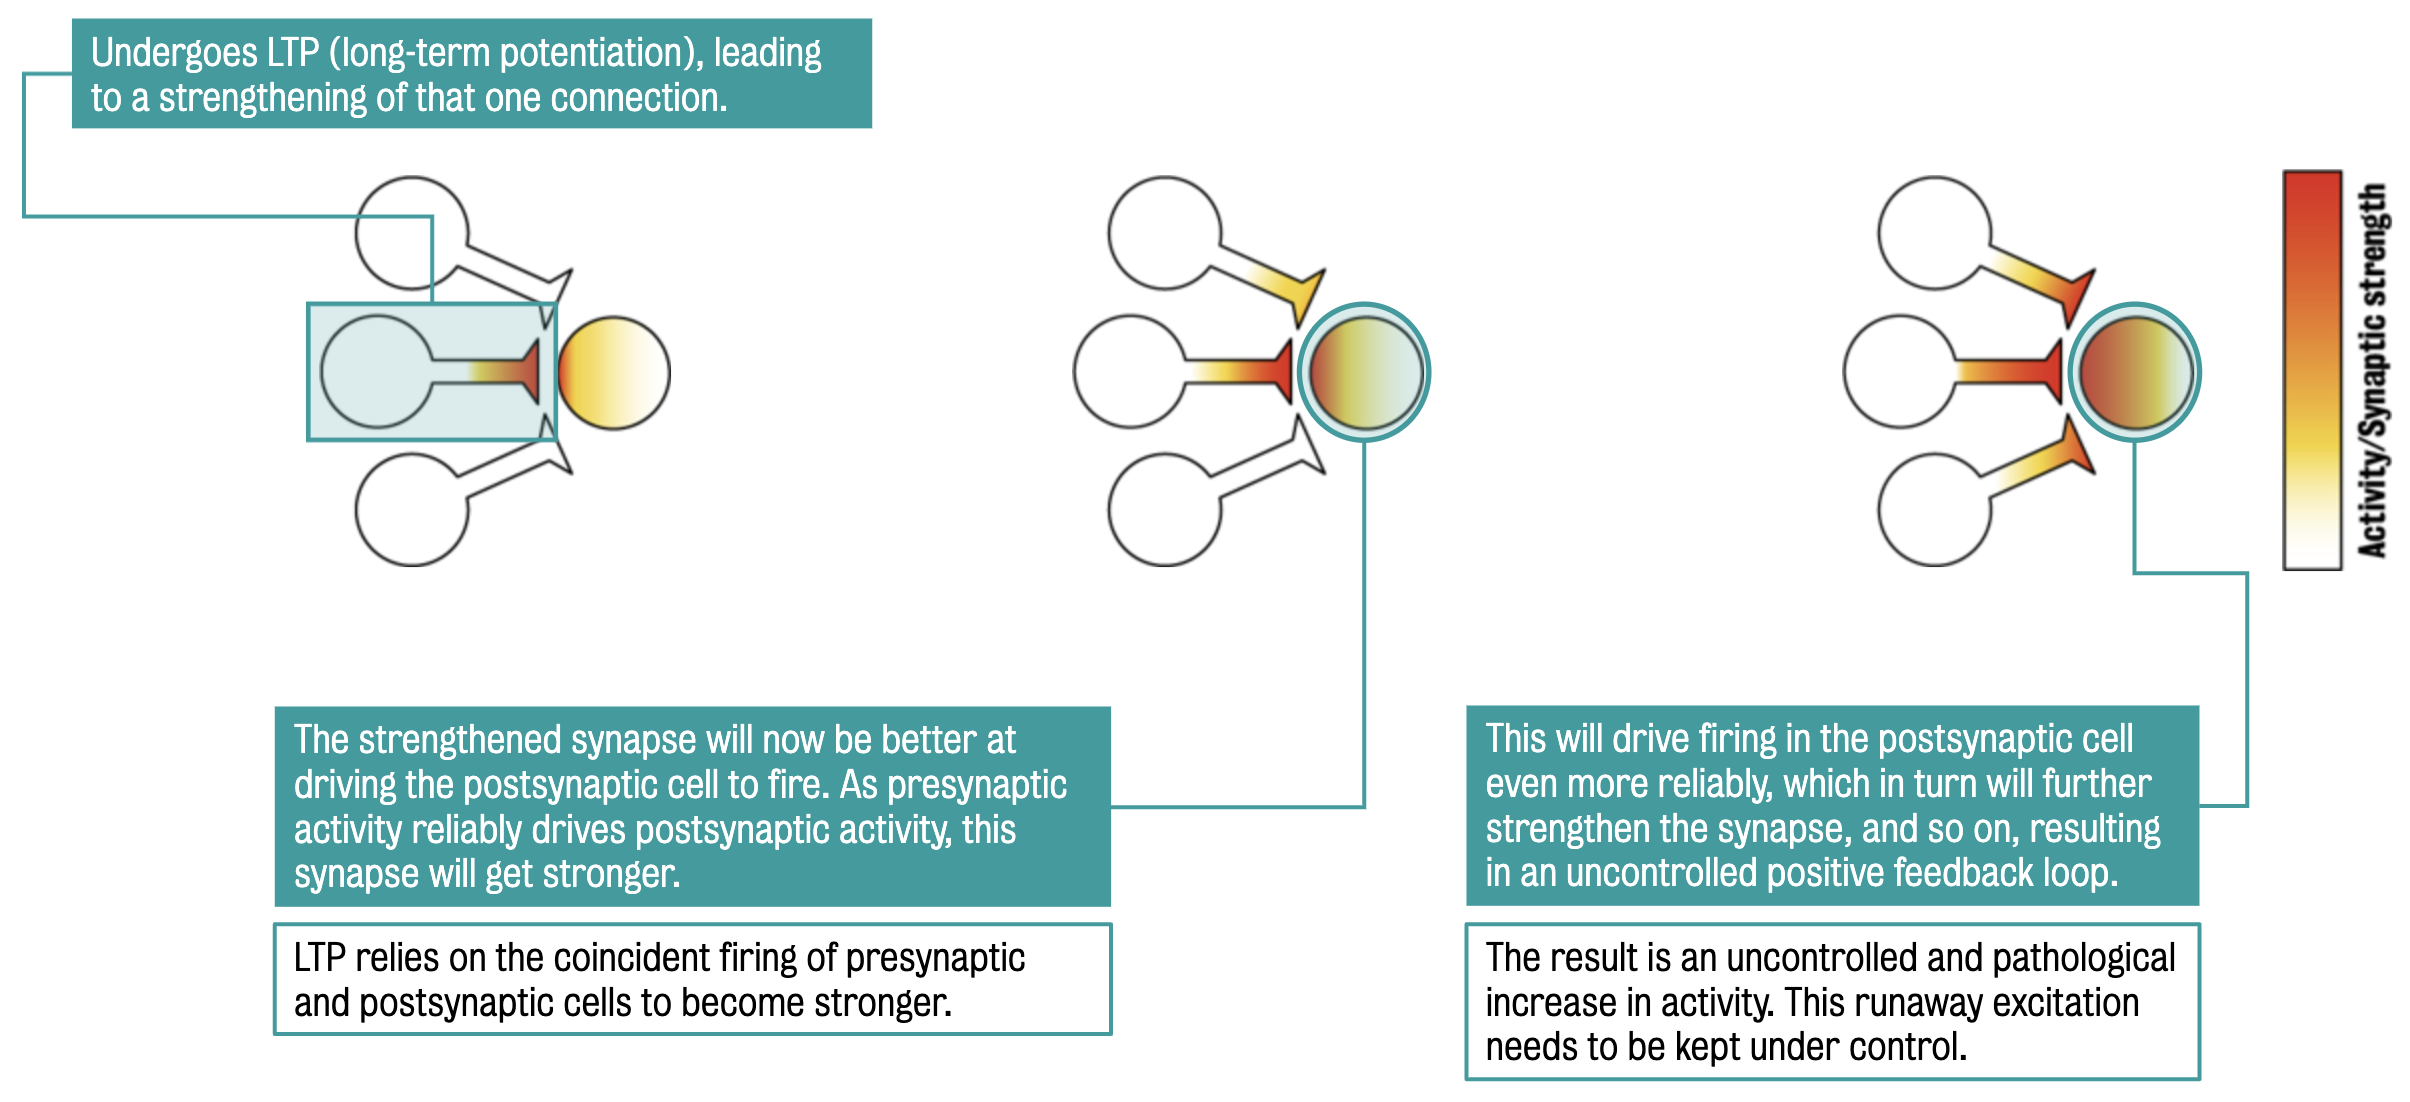 Undergoes LTP (long-term potentiation), leading
to a strengthening of that one connection.
Activity/Synaptic strength
The strengthened synapse will now be better at
driving the postsynaptic cell to fire. As presynaptic
activity reliably drives postsynaptic activity, this
synapse will get stronger.
LTP relies on the coincident firing of presynaptic
and postsynaptic cells to become stronger.
This will drive firing in the postsynaptic cell
even more reliably, which in turn will further
strengthen the synapse, and so on, resulting
in an uncontrolled positive feedback loop.
The result is an uncontrolled and pathological
increase in activity. This runaway excitation
needs to be kept under control.